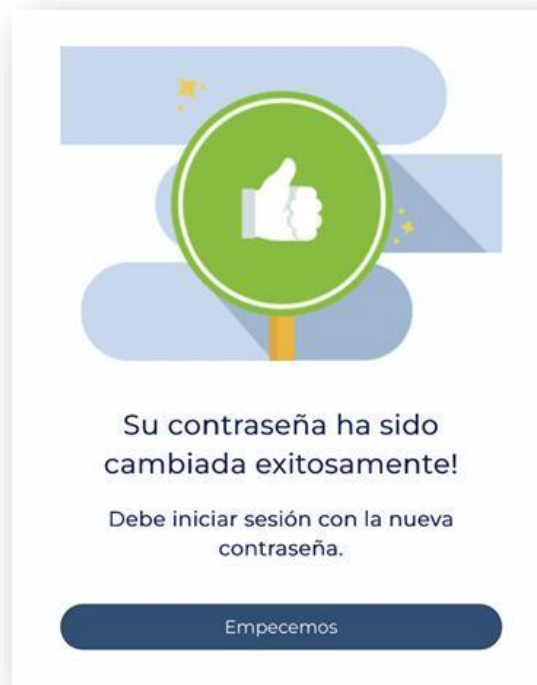 Su contraseña ha sido
cambiada exitosamente!
Debe iniciar sesión con la nueva
contraseña.
Empecemos